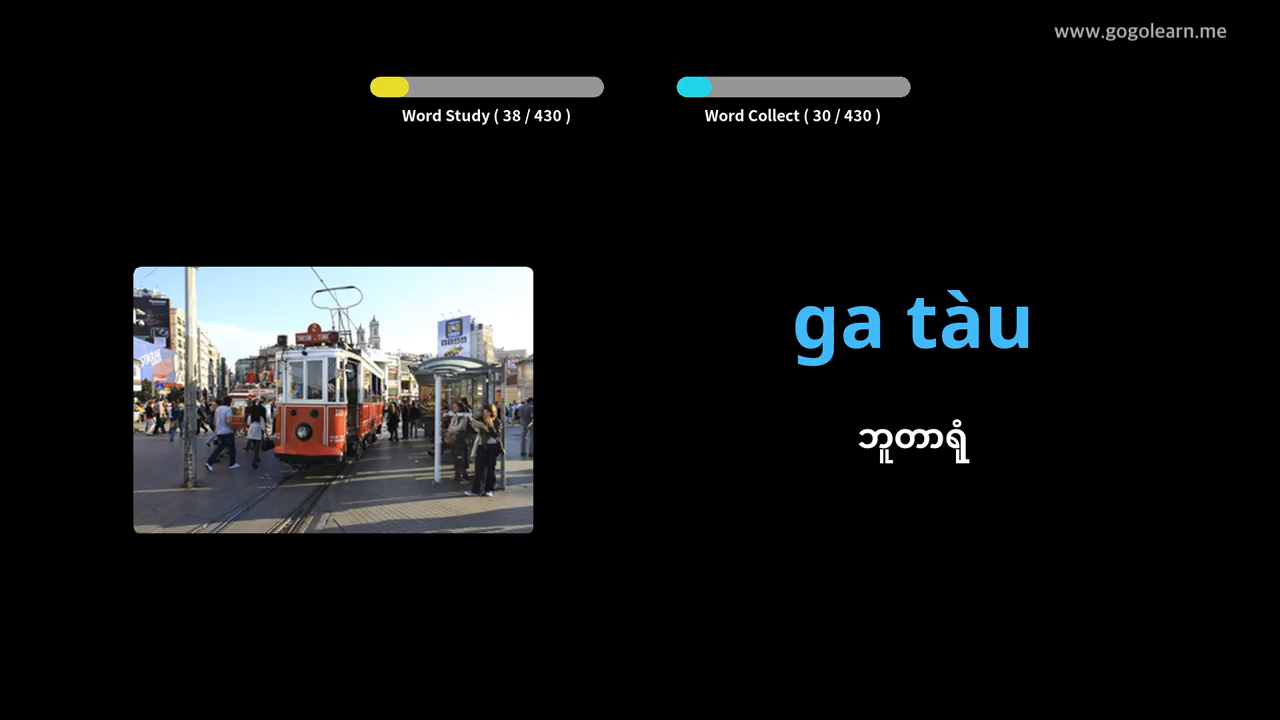 www.gogolearn.me
Word Study ( 38 / 430 )
Word Collect ( 30 / 430 )
ga tàu
ဘူတာရုံ